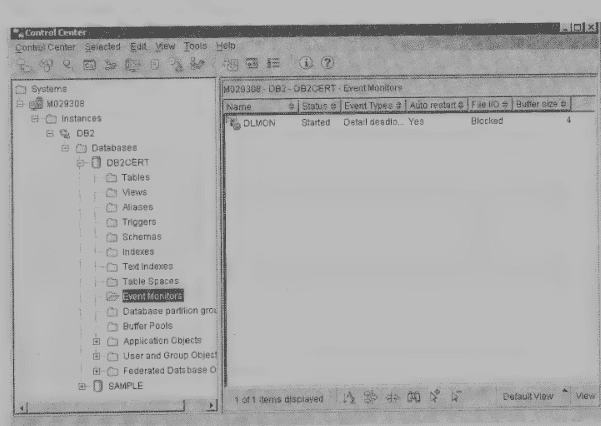 Control Center
Control Center Selected Edit View Tools Help
Systems
M029308
Instances
DB2
Databases
DB2CERT
Tables
Views
Aliases
Triggers
Schemas
Indexes
Text Indexes
Table Spaces
Event Monitors
Database partition grou
Buffer Pools
Application Objects
User and Group Object
Federated Database O
SAMPLE
M029308 - DB2 - DB2CERT - Event Monitors
Name Status Event Types Auto restart File I/O Buffer size
DLMON Started Detail deadlo... Yes Blocked 4
1 of 1 items displayed Default View View